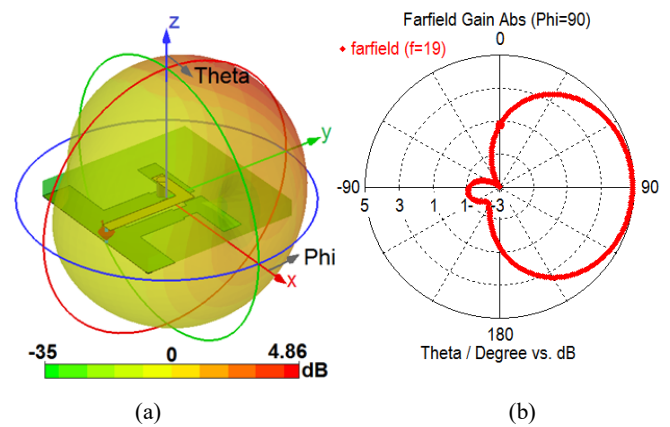 z
Theta
y
Phi
x
-35 0 4.86 dB
(a)
Farfield Gain Abs (Phi=90)
farfield (f=19)
0
-90 90
5 3 1 -1 -3
180
Theta / Degree vs. dB
(b)